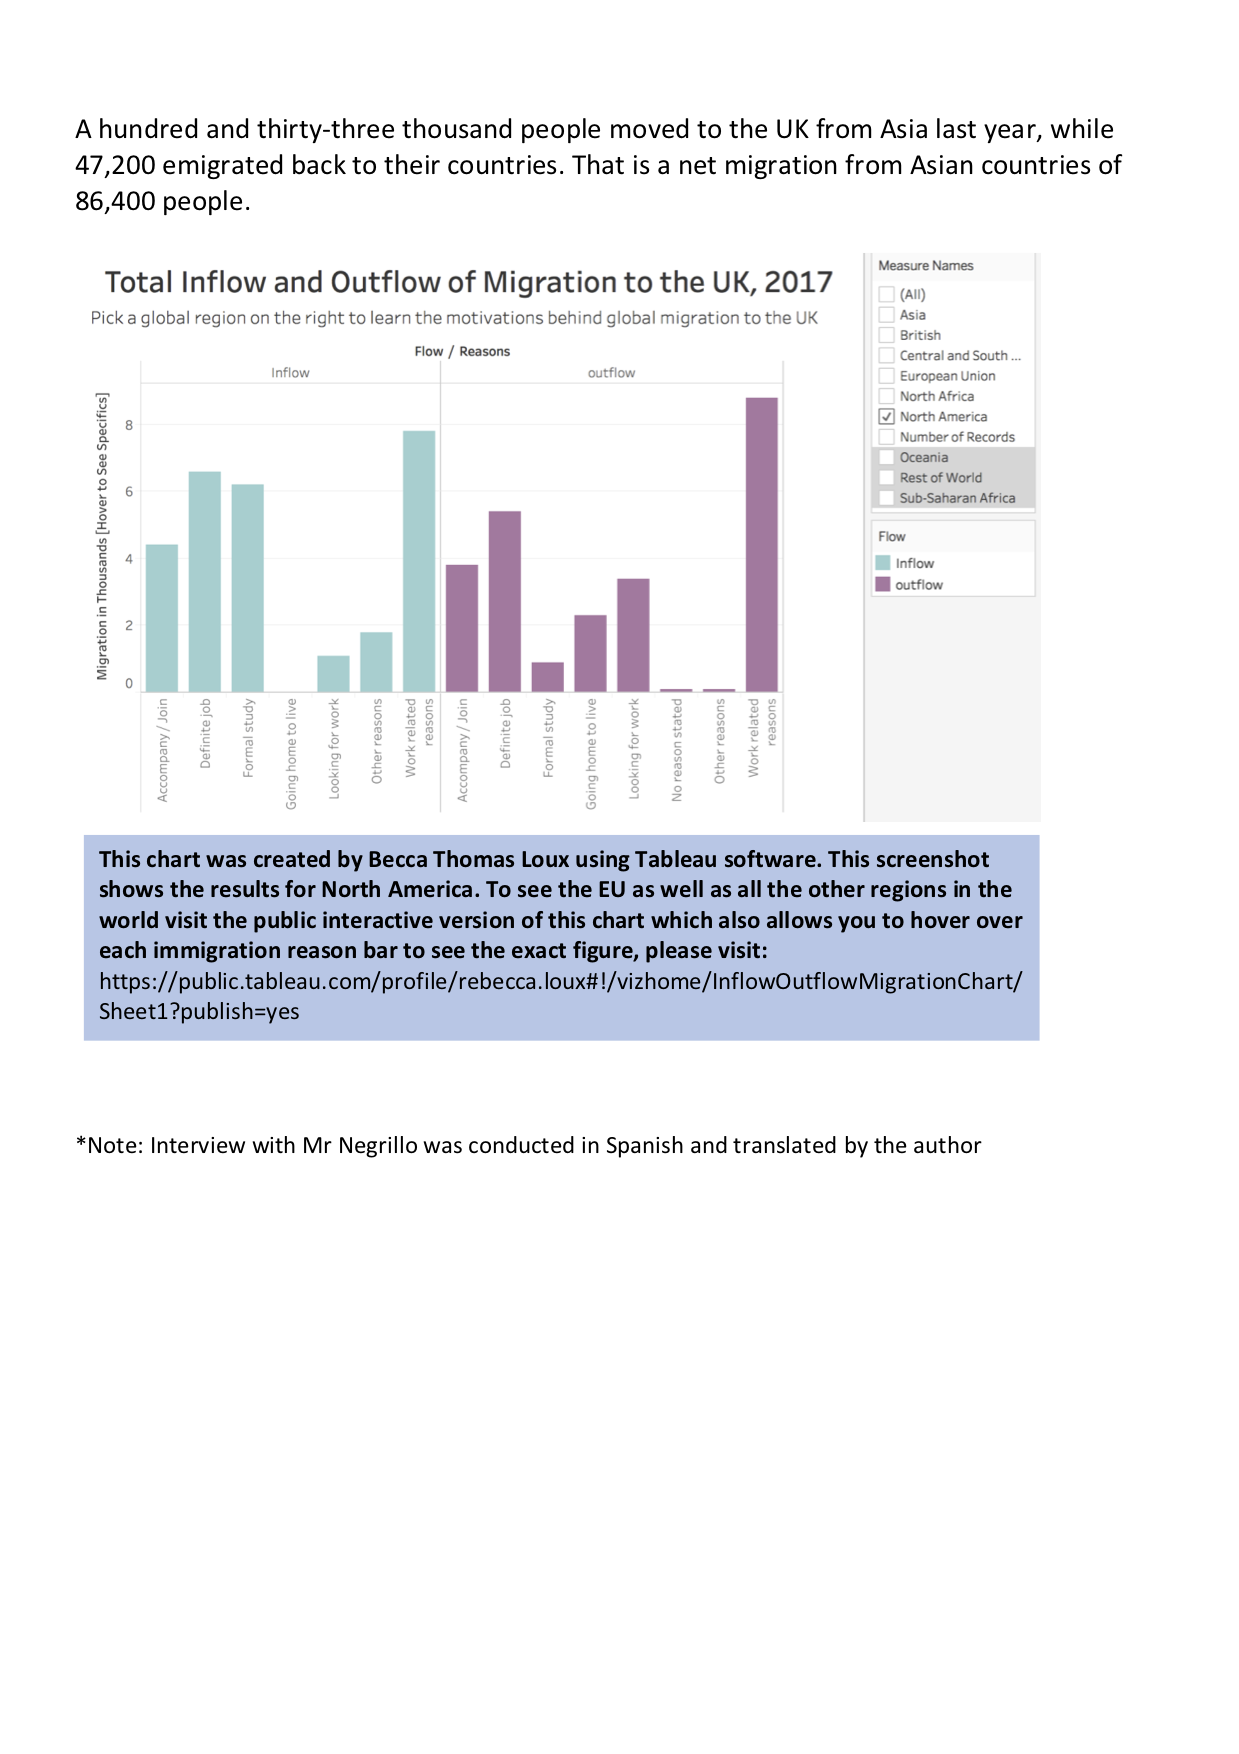 A hundred and thirty-three thousand people moved to the UK from Asia last year, while
47,200 emigrated back to their countries. That is a net migration from Asian countries of
86,400 people.
Total Inflow and Outflow of Migration to the UK, 2017
Pick a global region on the right to learn the motivations behind global migration to the UK
Flow / Reasons
Inflow
outflow
Migration in Thousands [Hover to See Specifics]
8
6
4
2
0
Accompany / Join
Definite job
Formal study
Going home to live
Looking for work
Other reasons
Work related
reasons
Accompany / Join
Definite job
Formal study
Going home to live
Looking for work
No reason stated
Other reasons
Work related
reasons
Measure Names
(All)
Asia
British
Central and South ...
European Union
North Africa
North America
Number of Records
Oceania
Rest of World
Sub-Saharan Africa
Flow
Inflow
outflow
This chart was created by Becca Thomas Loux using Tableau software. This screenshot
shows the results for North America. To see the EU as well as all the other regions in the
world visit the public interactive version of this chart which also allows you to hover over
each immigration reason bar to see the exact figure, please visit:
https://public.tableau.com/profile/rebecca.loux#!/vizhome/InflowOutflowMigrationChart/
Sheet1?publish=yes
*Note: Interview with Mr Negrillo was conducted in Spanish and translated by the author